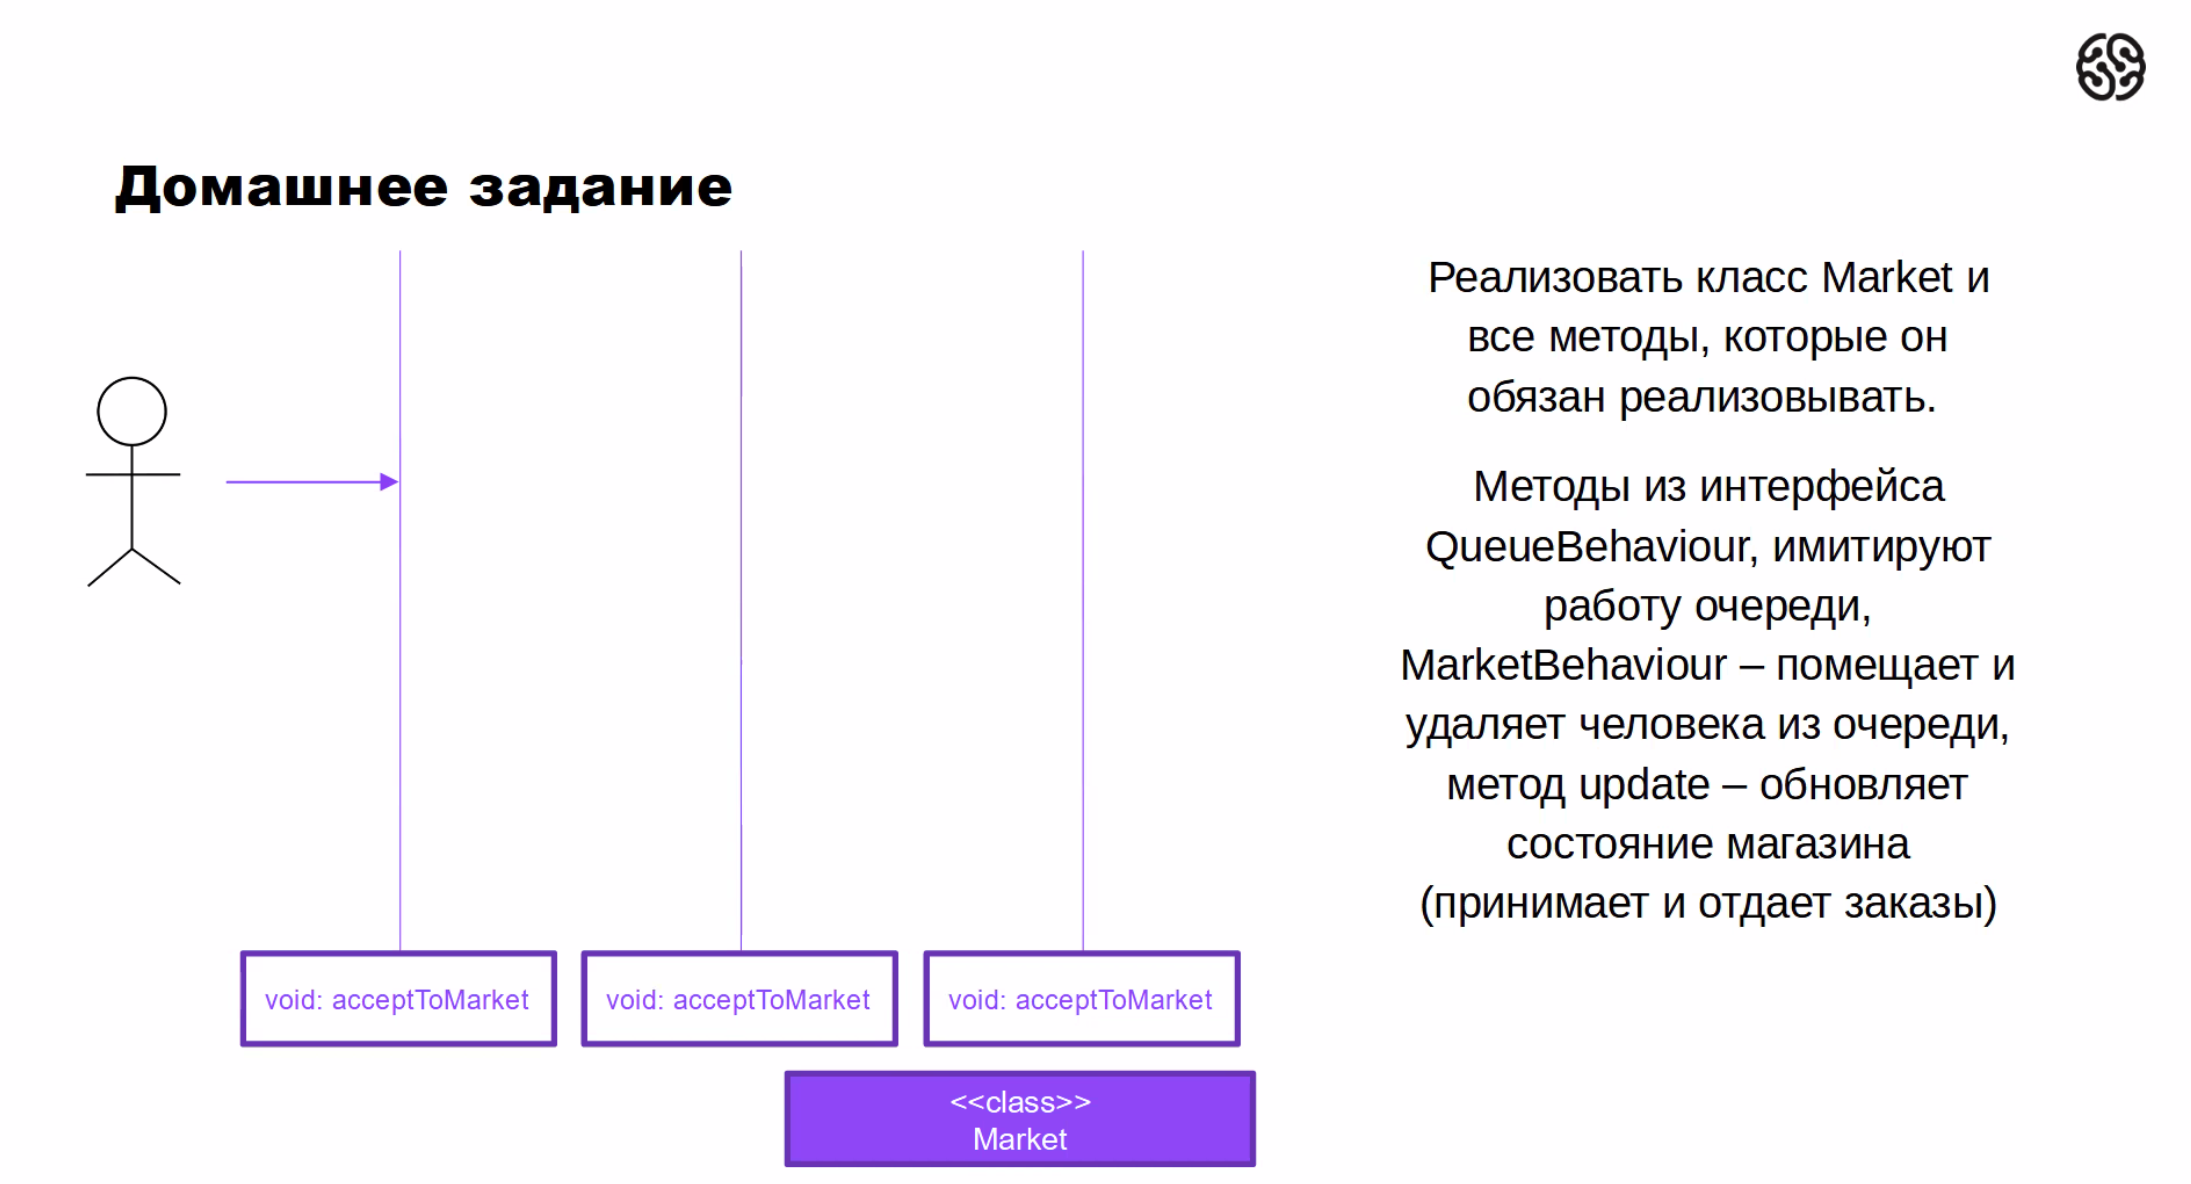 Домашнее задание
Реализовать класс Market и
все методы, которые он
обязан реализовывать.
Методы из интерфейса
QueueBehaviour, имитируют
работу очереди,
MarketBehaviour – помещает и
удаляет человека из очереди,
метод update – обновляет
состояние магазина
(принимает и отдает заказы)
void: acceptToMarket
void: acceptToMarket
void: acceptToMarket
<<class>>
Market